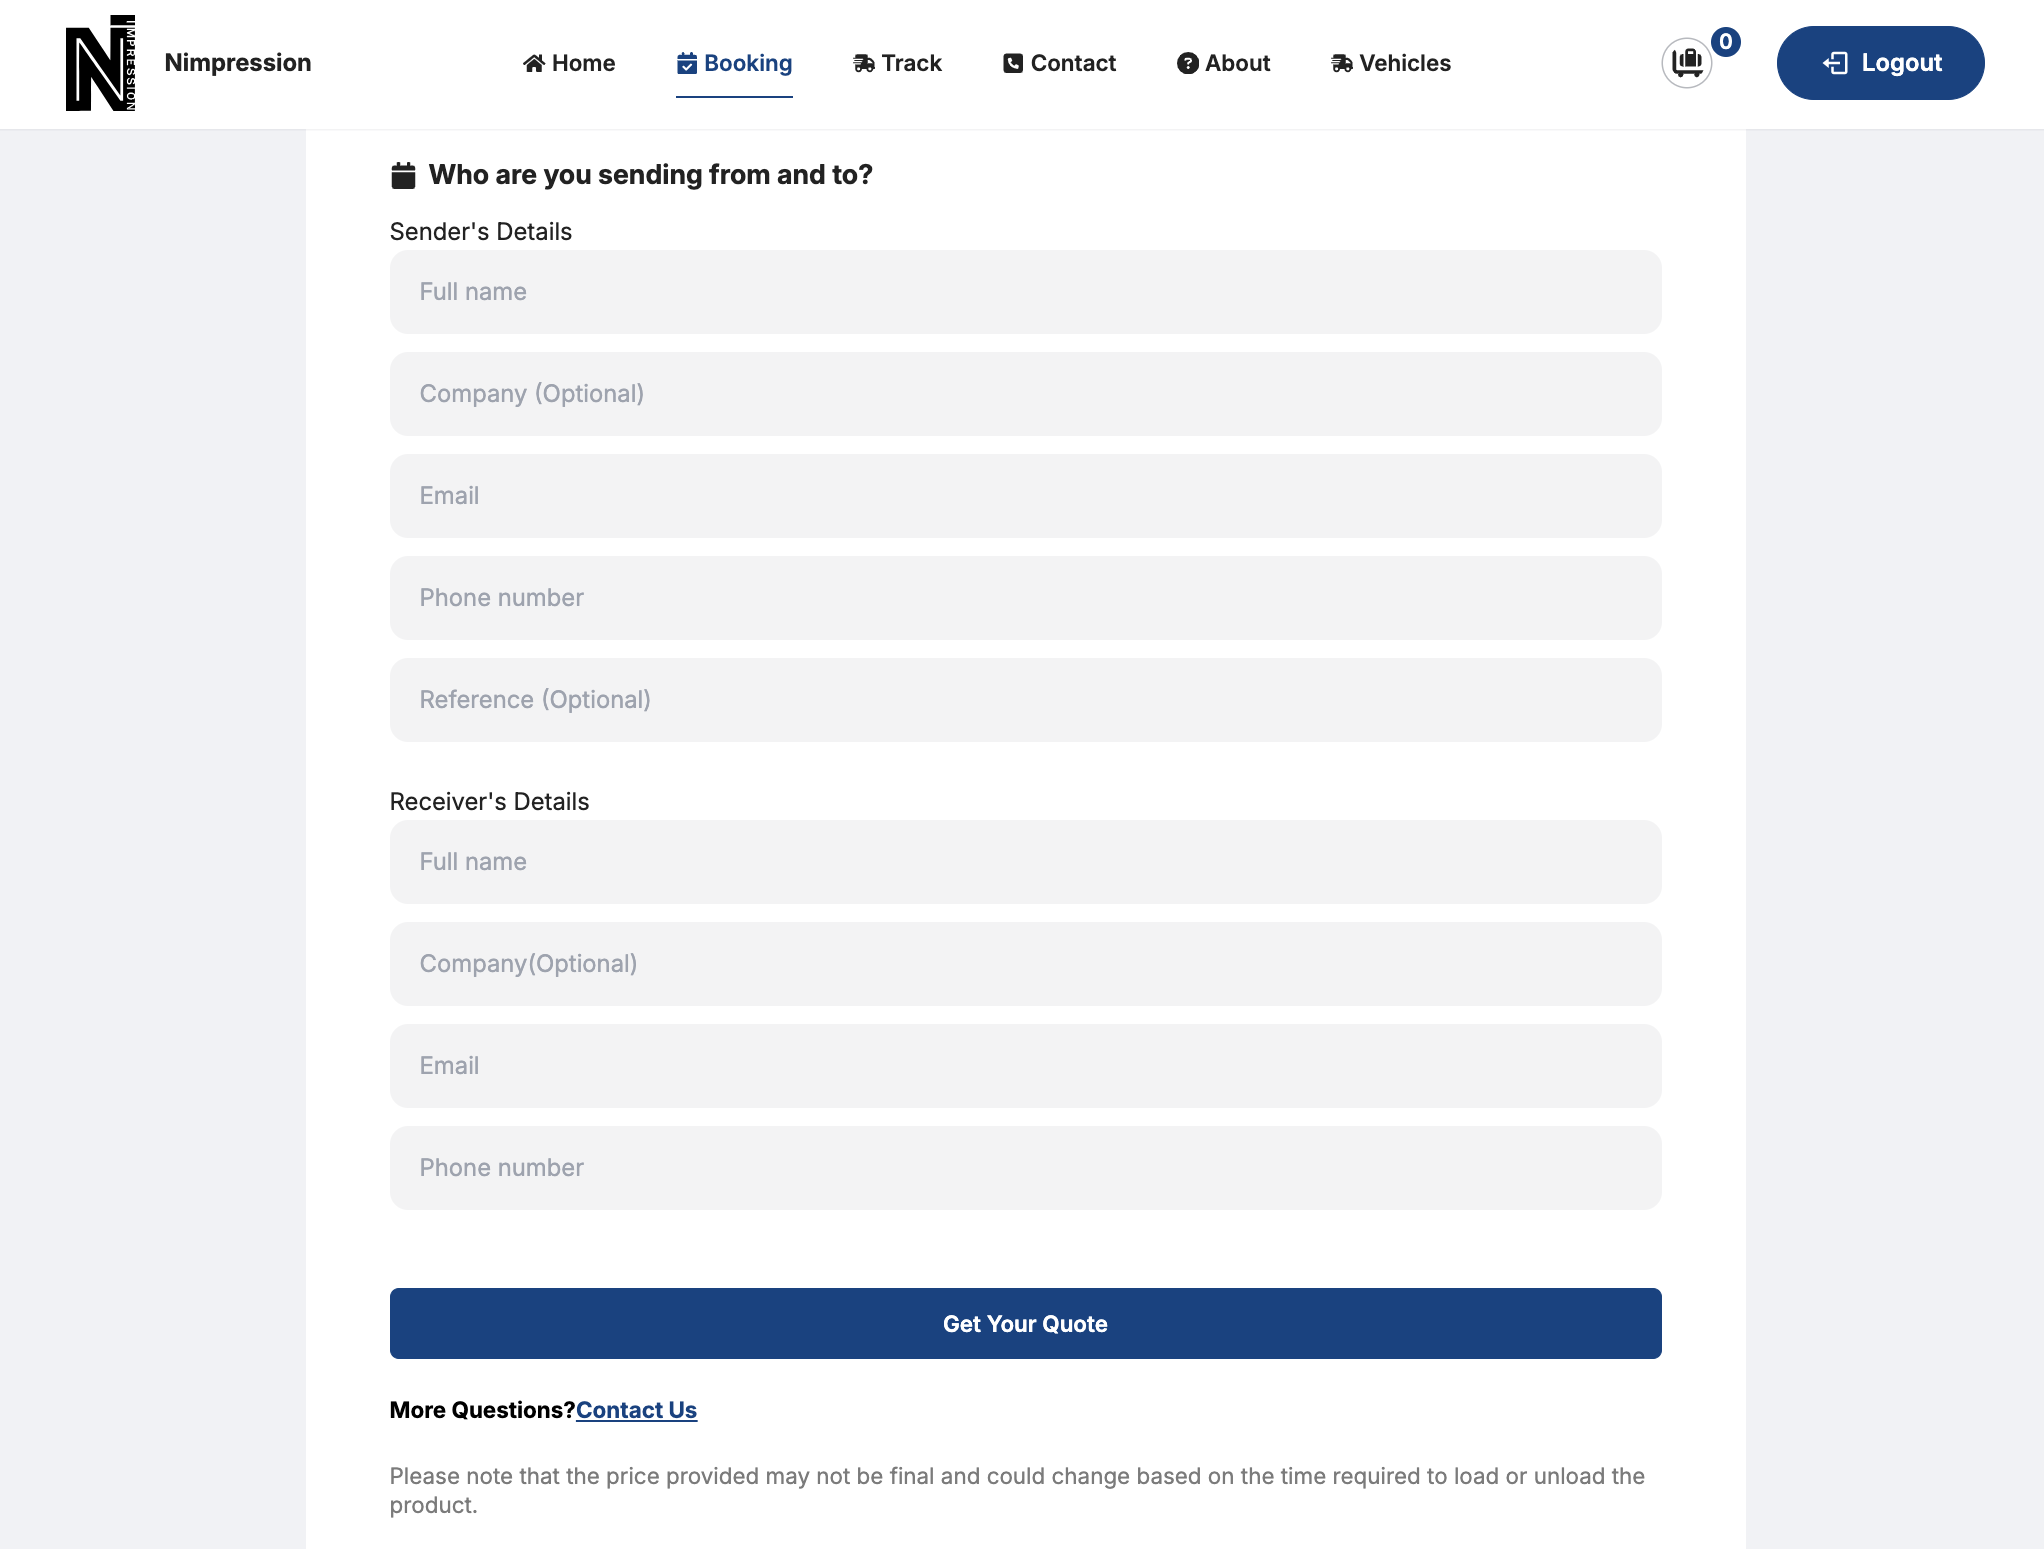 IMPRESSION
Nimpression
Home
Booking
Track
Contact
About
Vehicles
0
Logout
Who are you sending from and to?
Sender's Details
Full name
Company (Optional)
Email
Phone number
Reference (Optional)
Receiver's Details
Full name
Company(Optional)
Email
Phone number
Get Your Quote
More Questions?Contact Us
Please note that the price provided may not be final and could change based on the time required to load or unload the
product.